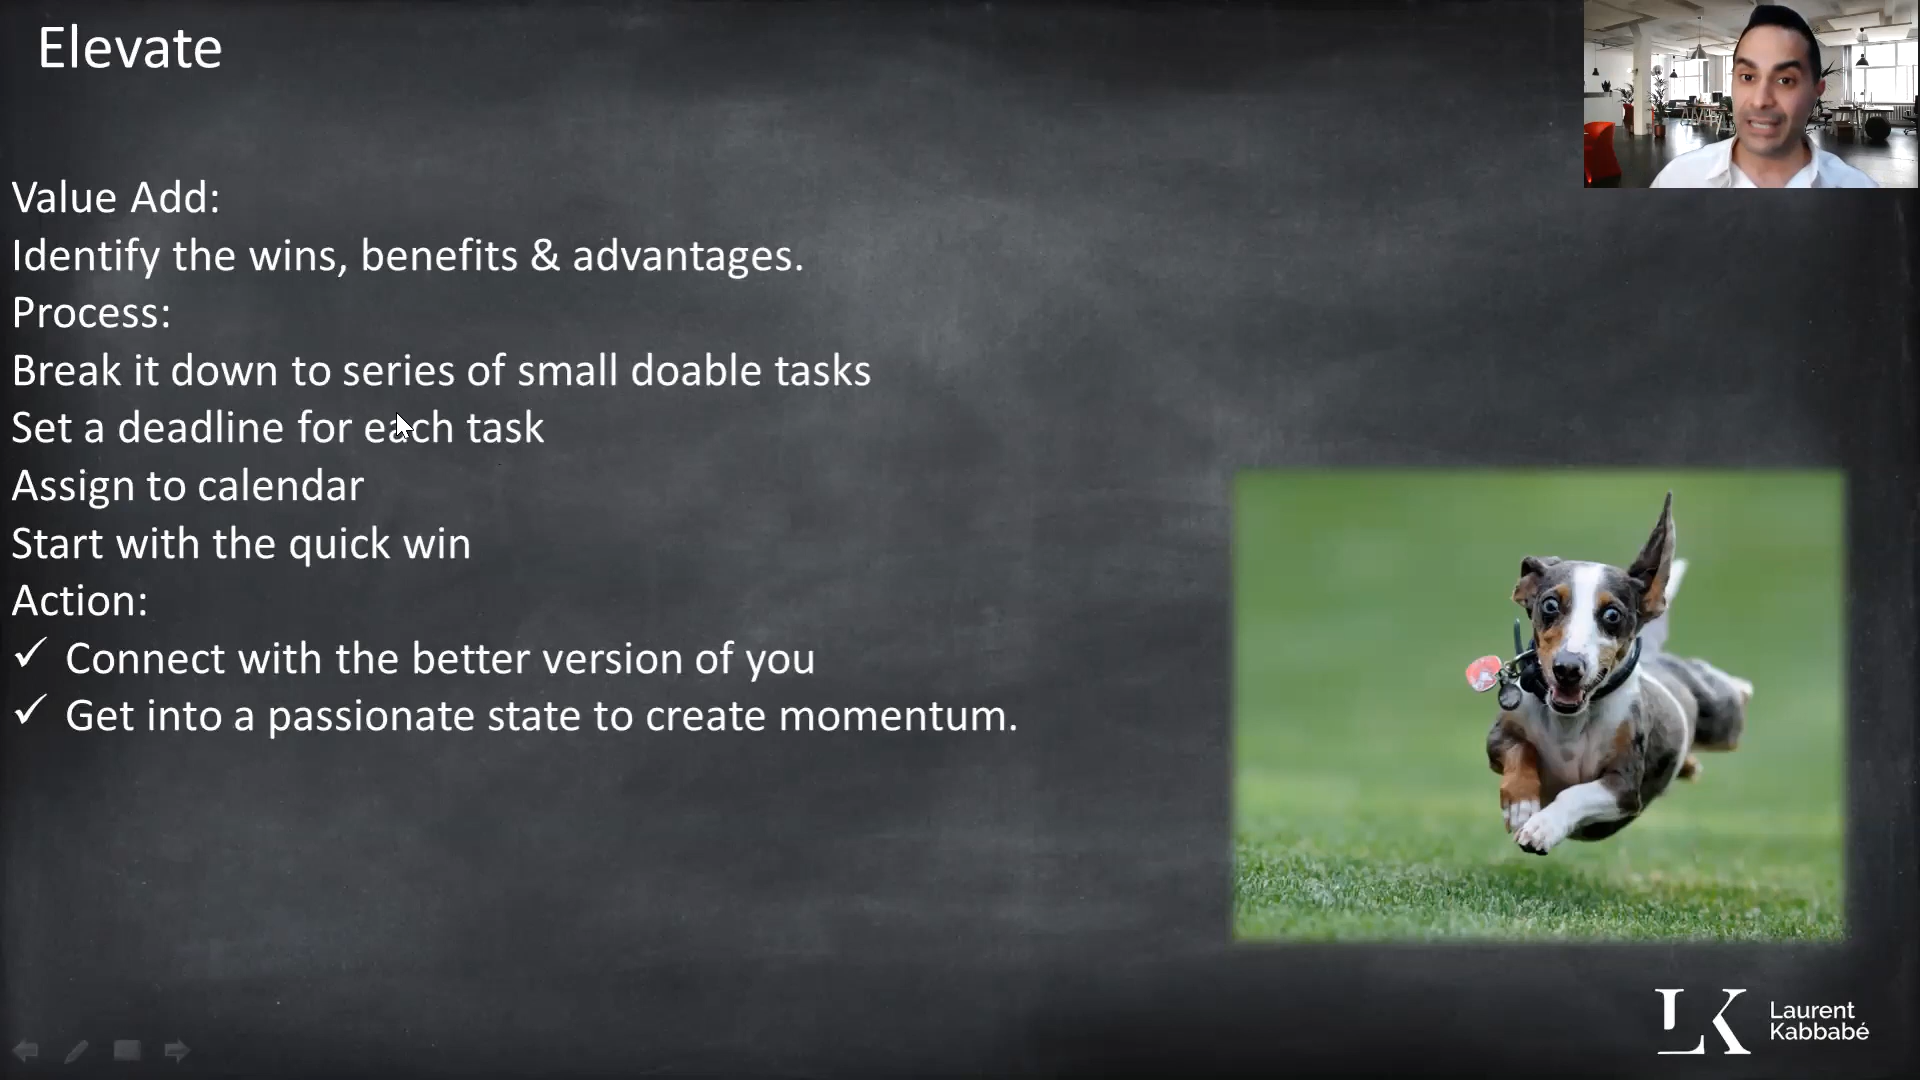 Elevate
Value Add:
Identify the wins, benefits & advantages.
Process:
Break it down to series of small doable tasks
Set a deadline for each task
Assign to calendar
Start with the quick win
Action:
✓ Connect with the better version of you
✓ Get into a passionate state to create momentum.
LK
Laurent
Kabbabé